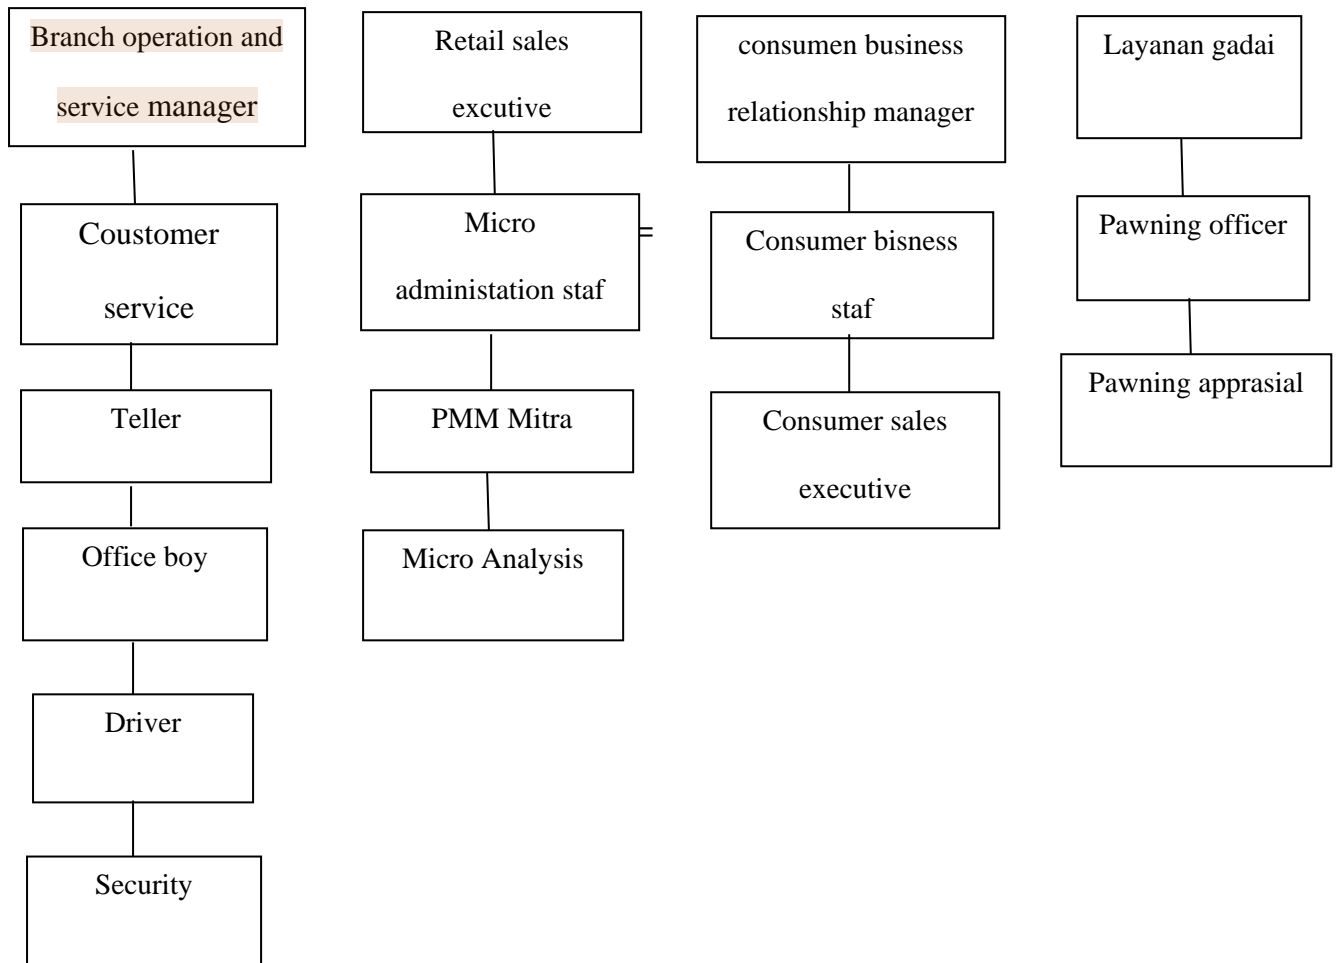 Branch operation and
service manager
Coustomer
service
Teller
Office boy
Driver
Security
Retail sales
excutive
Micro
administation staf
=
PMM Mitra
Micro Analysis
consumen business
relationship manager
Consumer bisness
staf
Consumer sales
executive
Layanan gadai
Pawning officer
Pawning apprasial